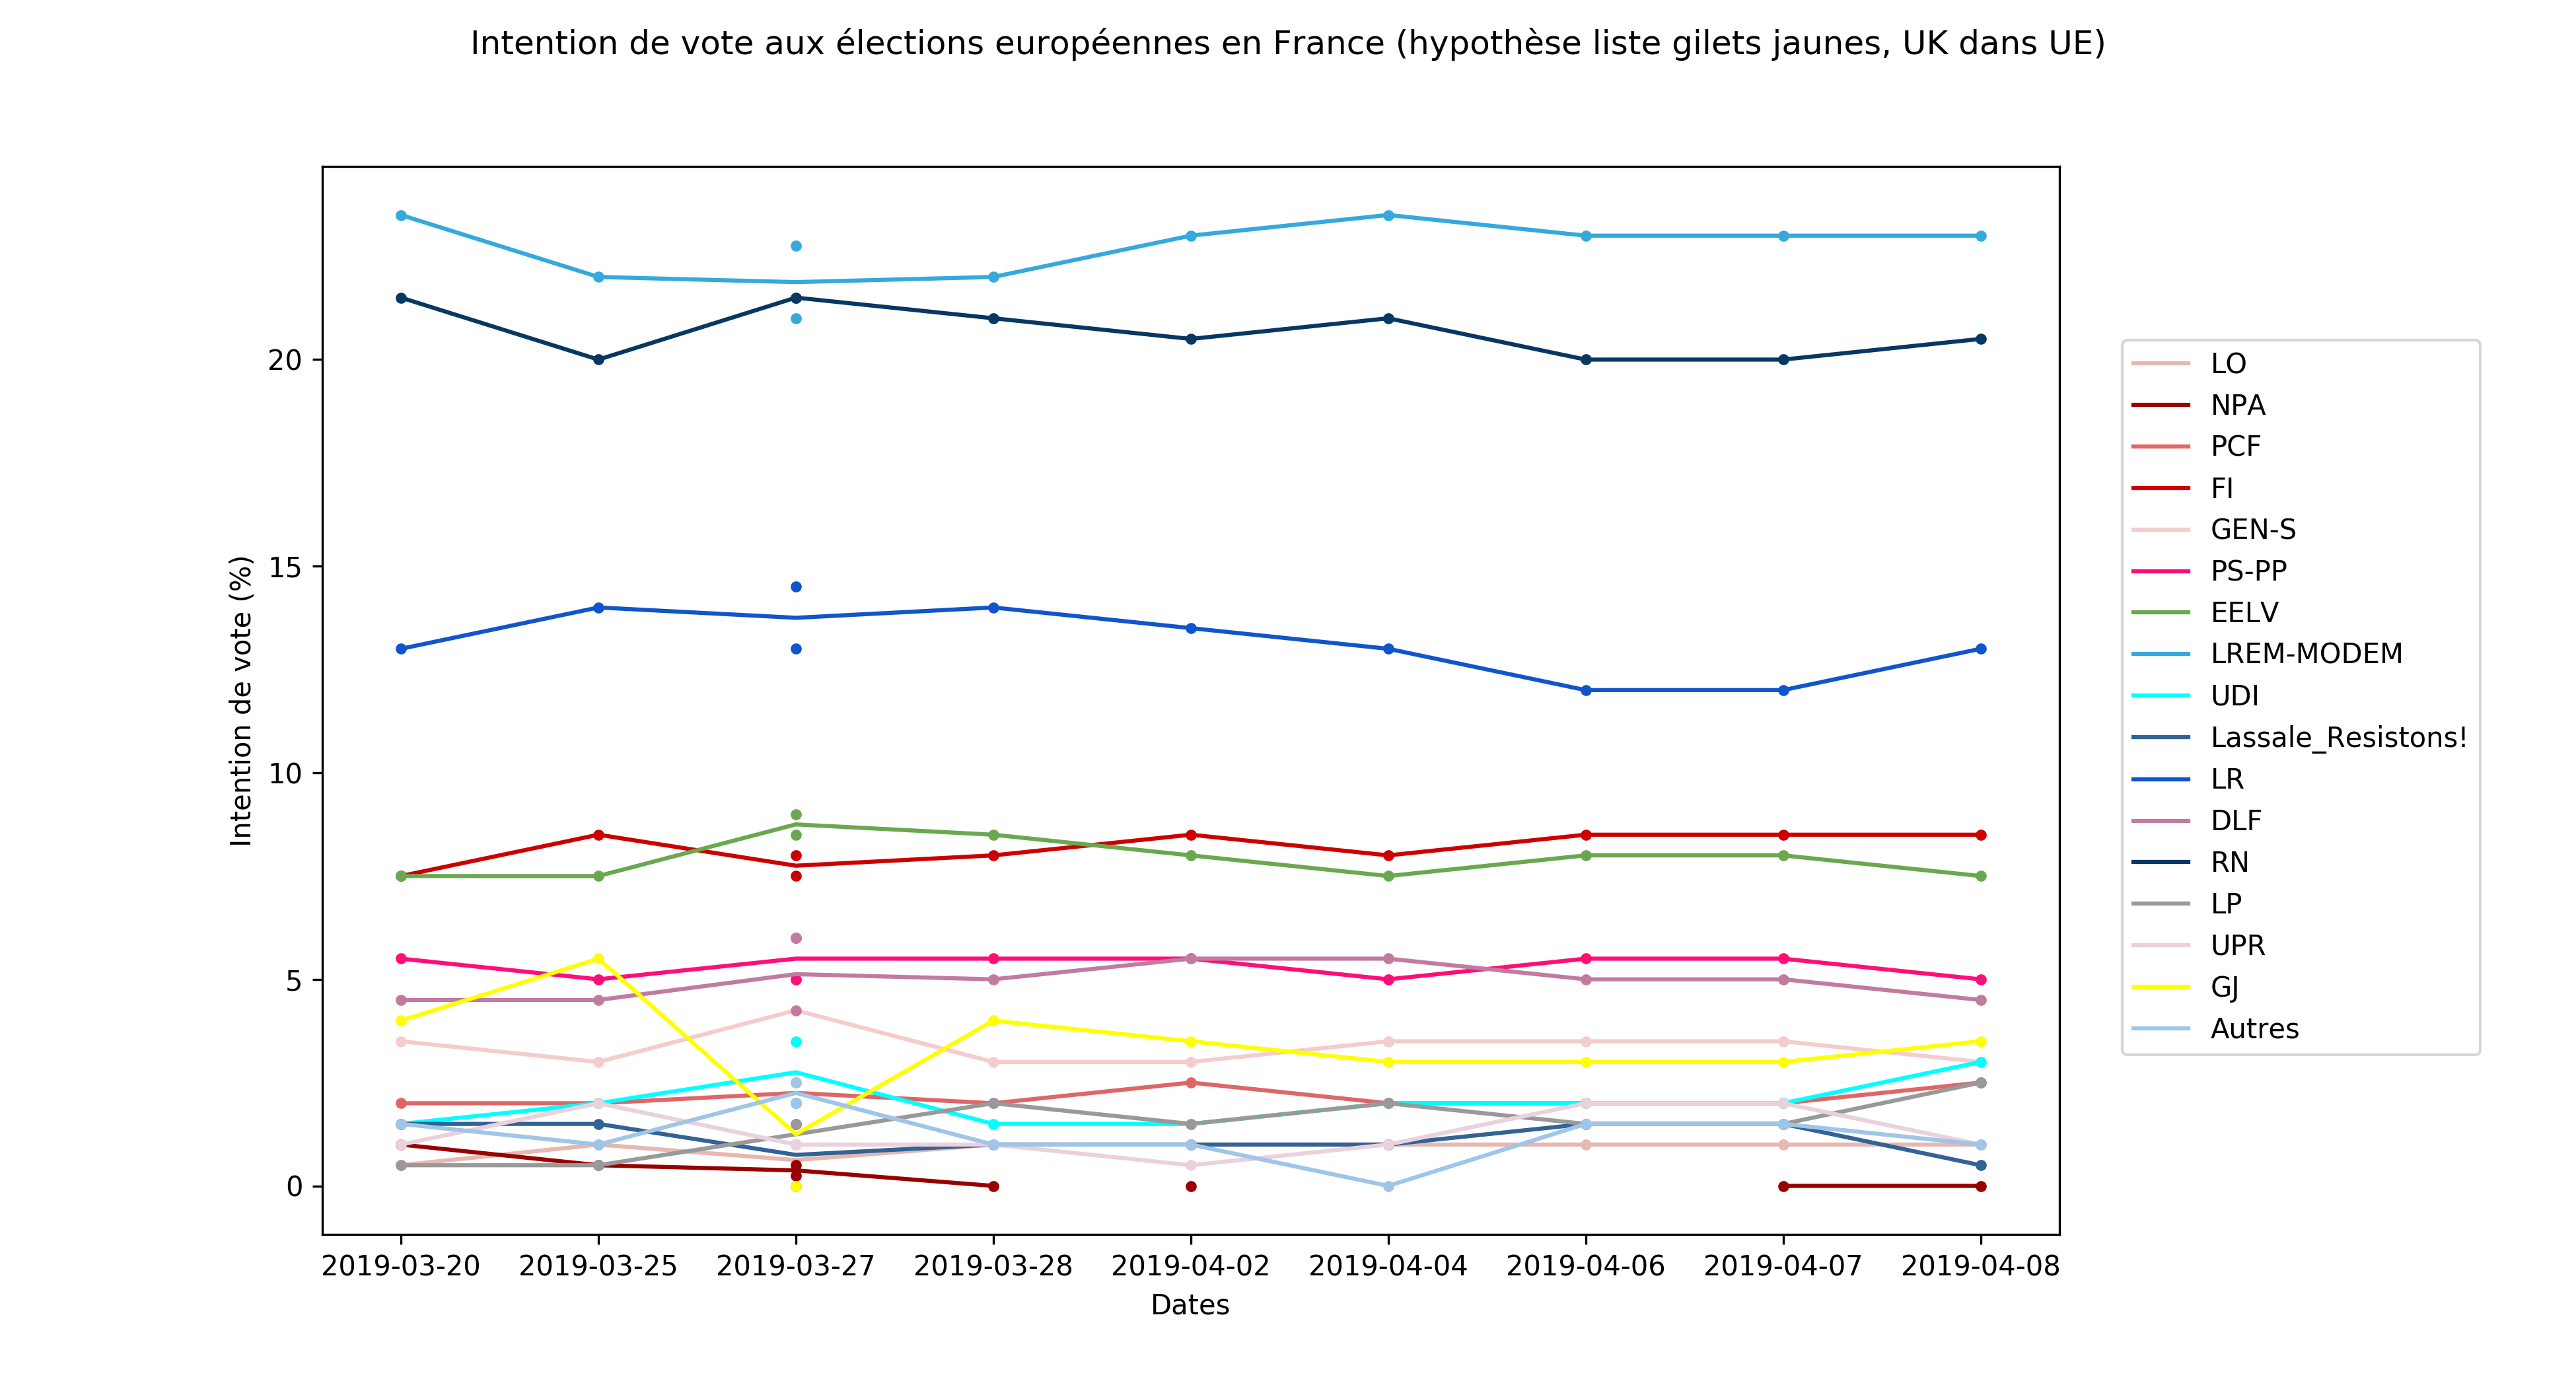 Intention de vote aux élections européennes en France (hypothèse liste gilets jaunes, UK dans UE)
Intention de vote (%)
20
15
10
5
0
2019-03-20 2019-03-25 2019-03-27 2019-03-28 2019-04-02 2019-04-04 2019-04-06 2019-04-07 2019-04-08
Dates
LO
NPA
PCF
FI
GEN-S
PS-PP
EELV
LREM-MODEM
UDI
Lassale_Resistons!
LR
DLF
RN
LP
UPR
GJ
Autres